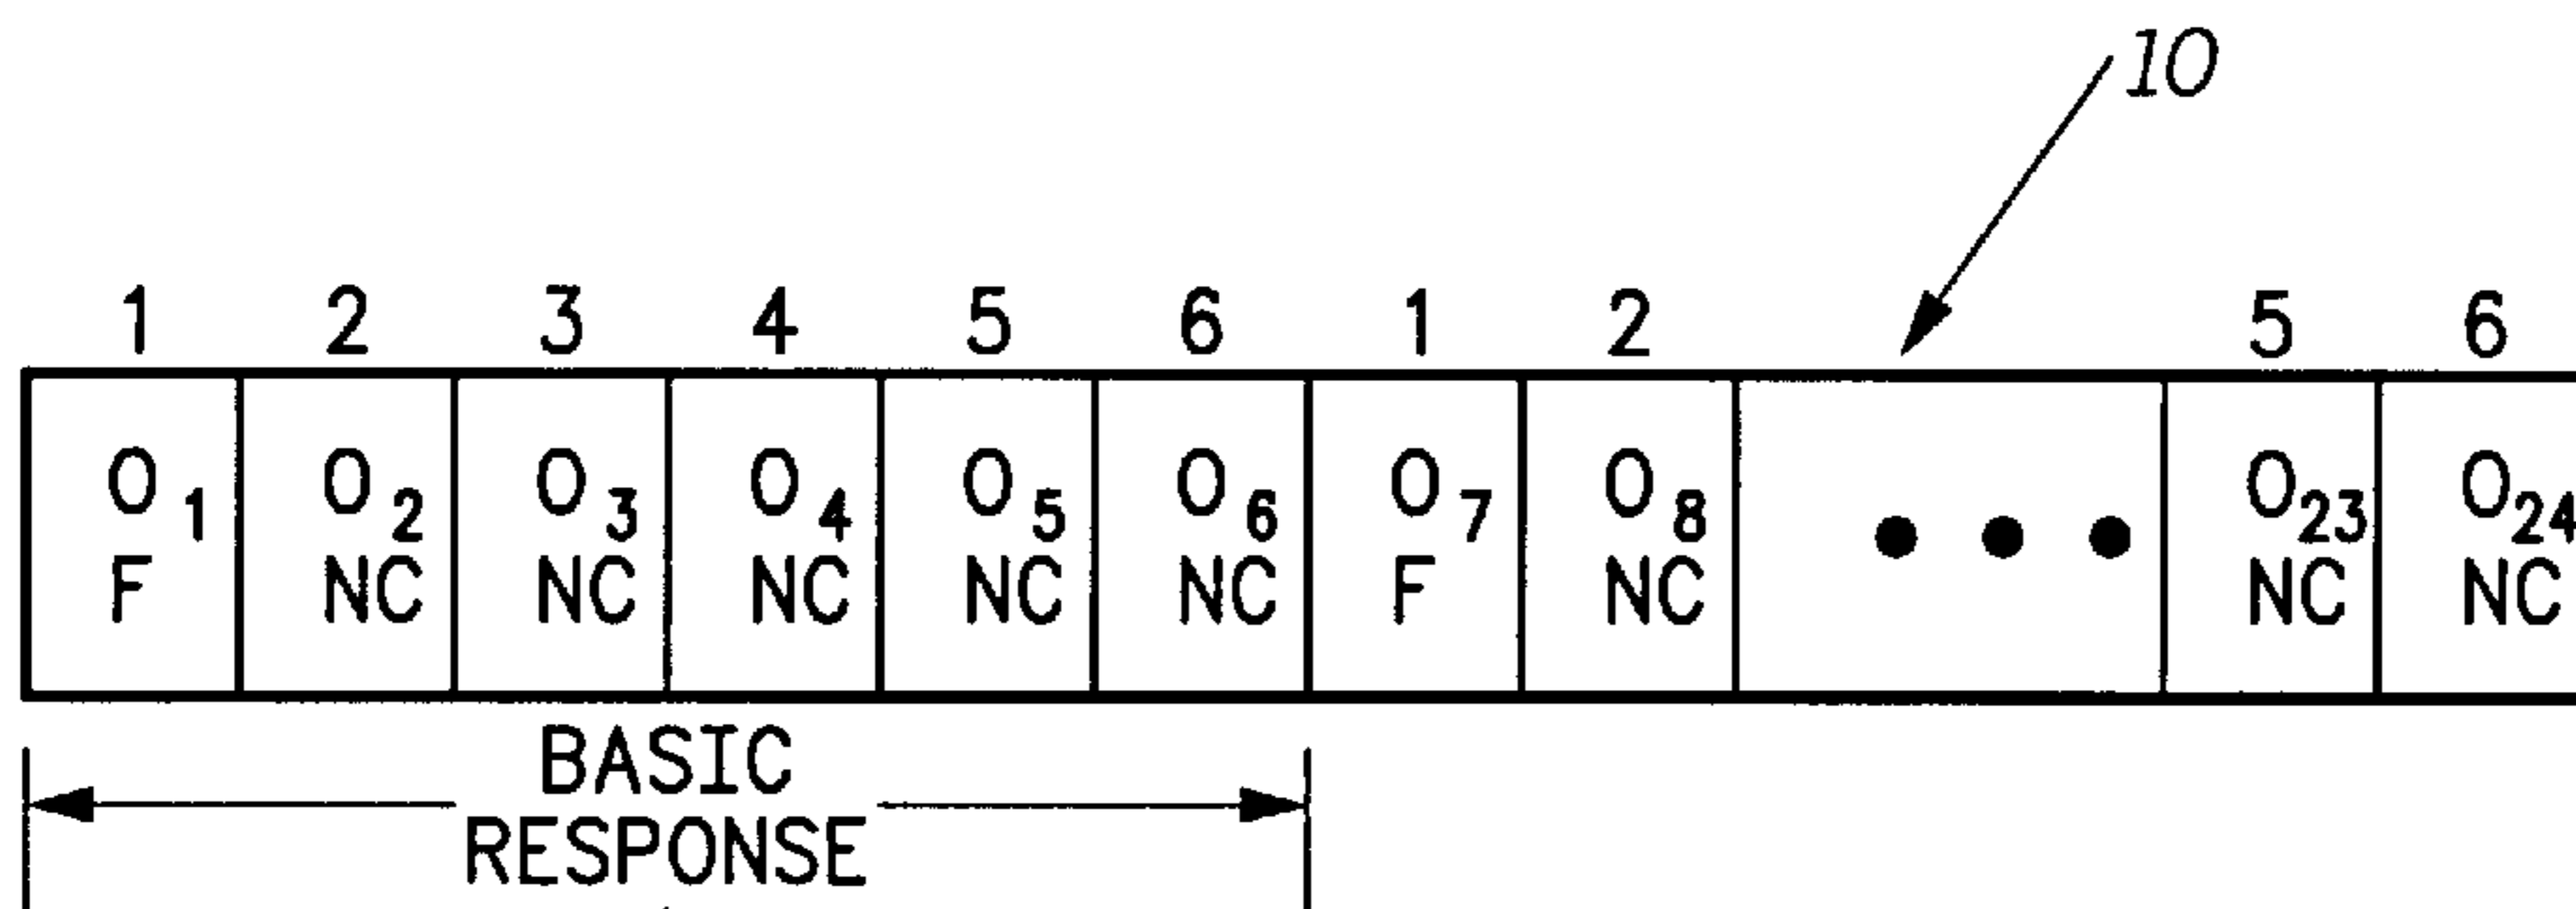 10
1 2 3 4 5 6 1 2 5 6
O1 O2 O3 O4 O5 O6 O7 O8 ••• O23 O24
F NC NC NC NC NC F NC NC NC
BASIC
RESPONSE